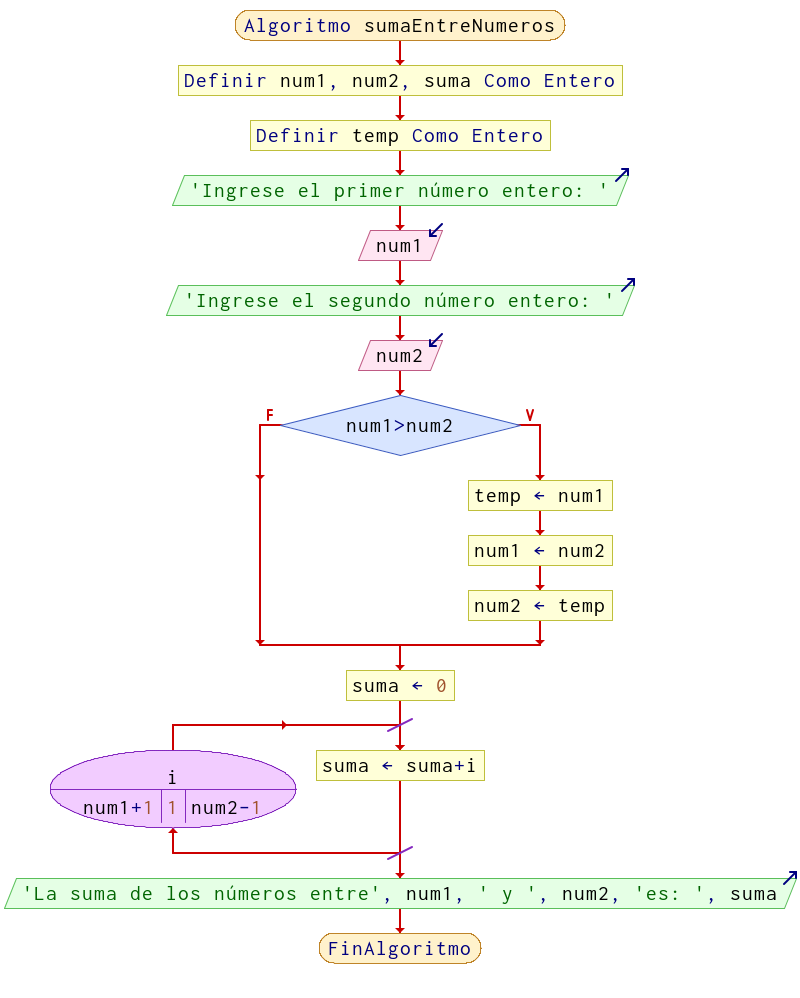 Algoritmo sumaEntreNumeros
Definir num1, num2, suma Como Entero
Definir temp Como Entero
'Ingrese el primer número entero: '
num1
'Ingrese el segundo número entero: '
num2
F
V
num1>num2
temp ← num1
num1 ← num2
num2 ← temp
suma ← 0
suma ← suma+i
i
num1+1 1 num2-1
'La suma de los números entre', num1, ' y ', num2, 'es: ', suma
FinAlgoritmo